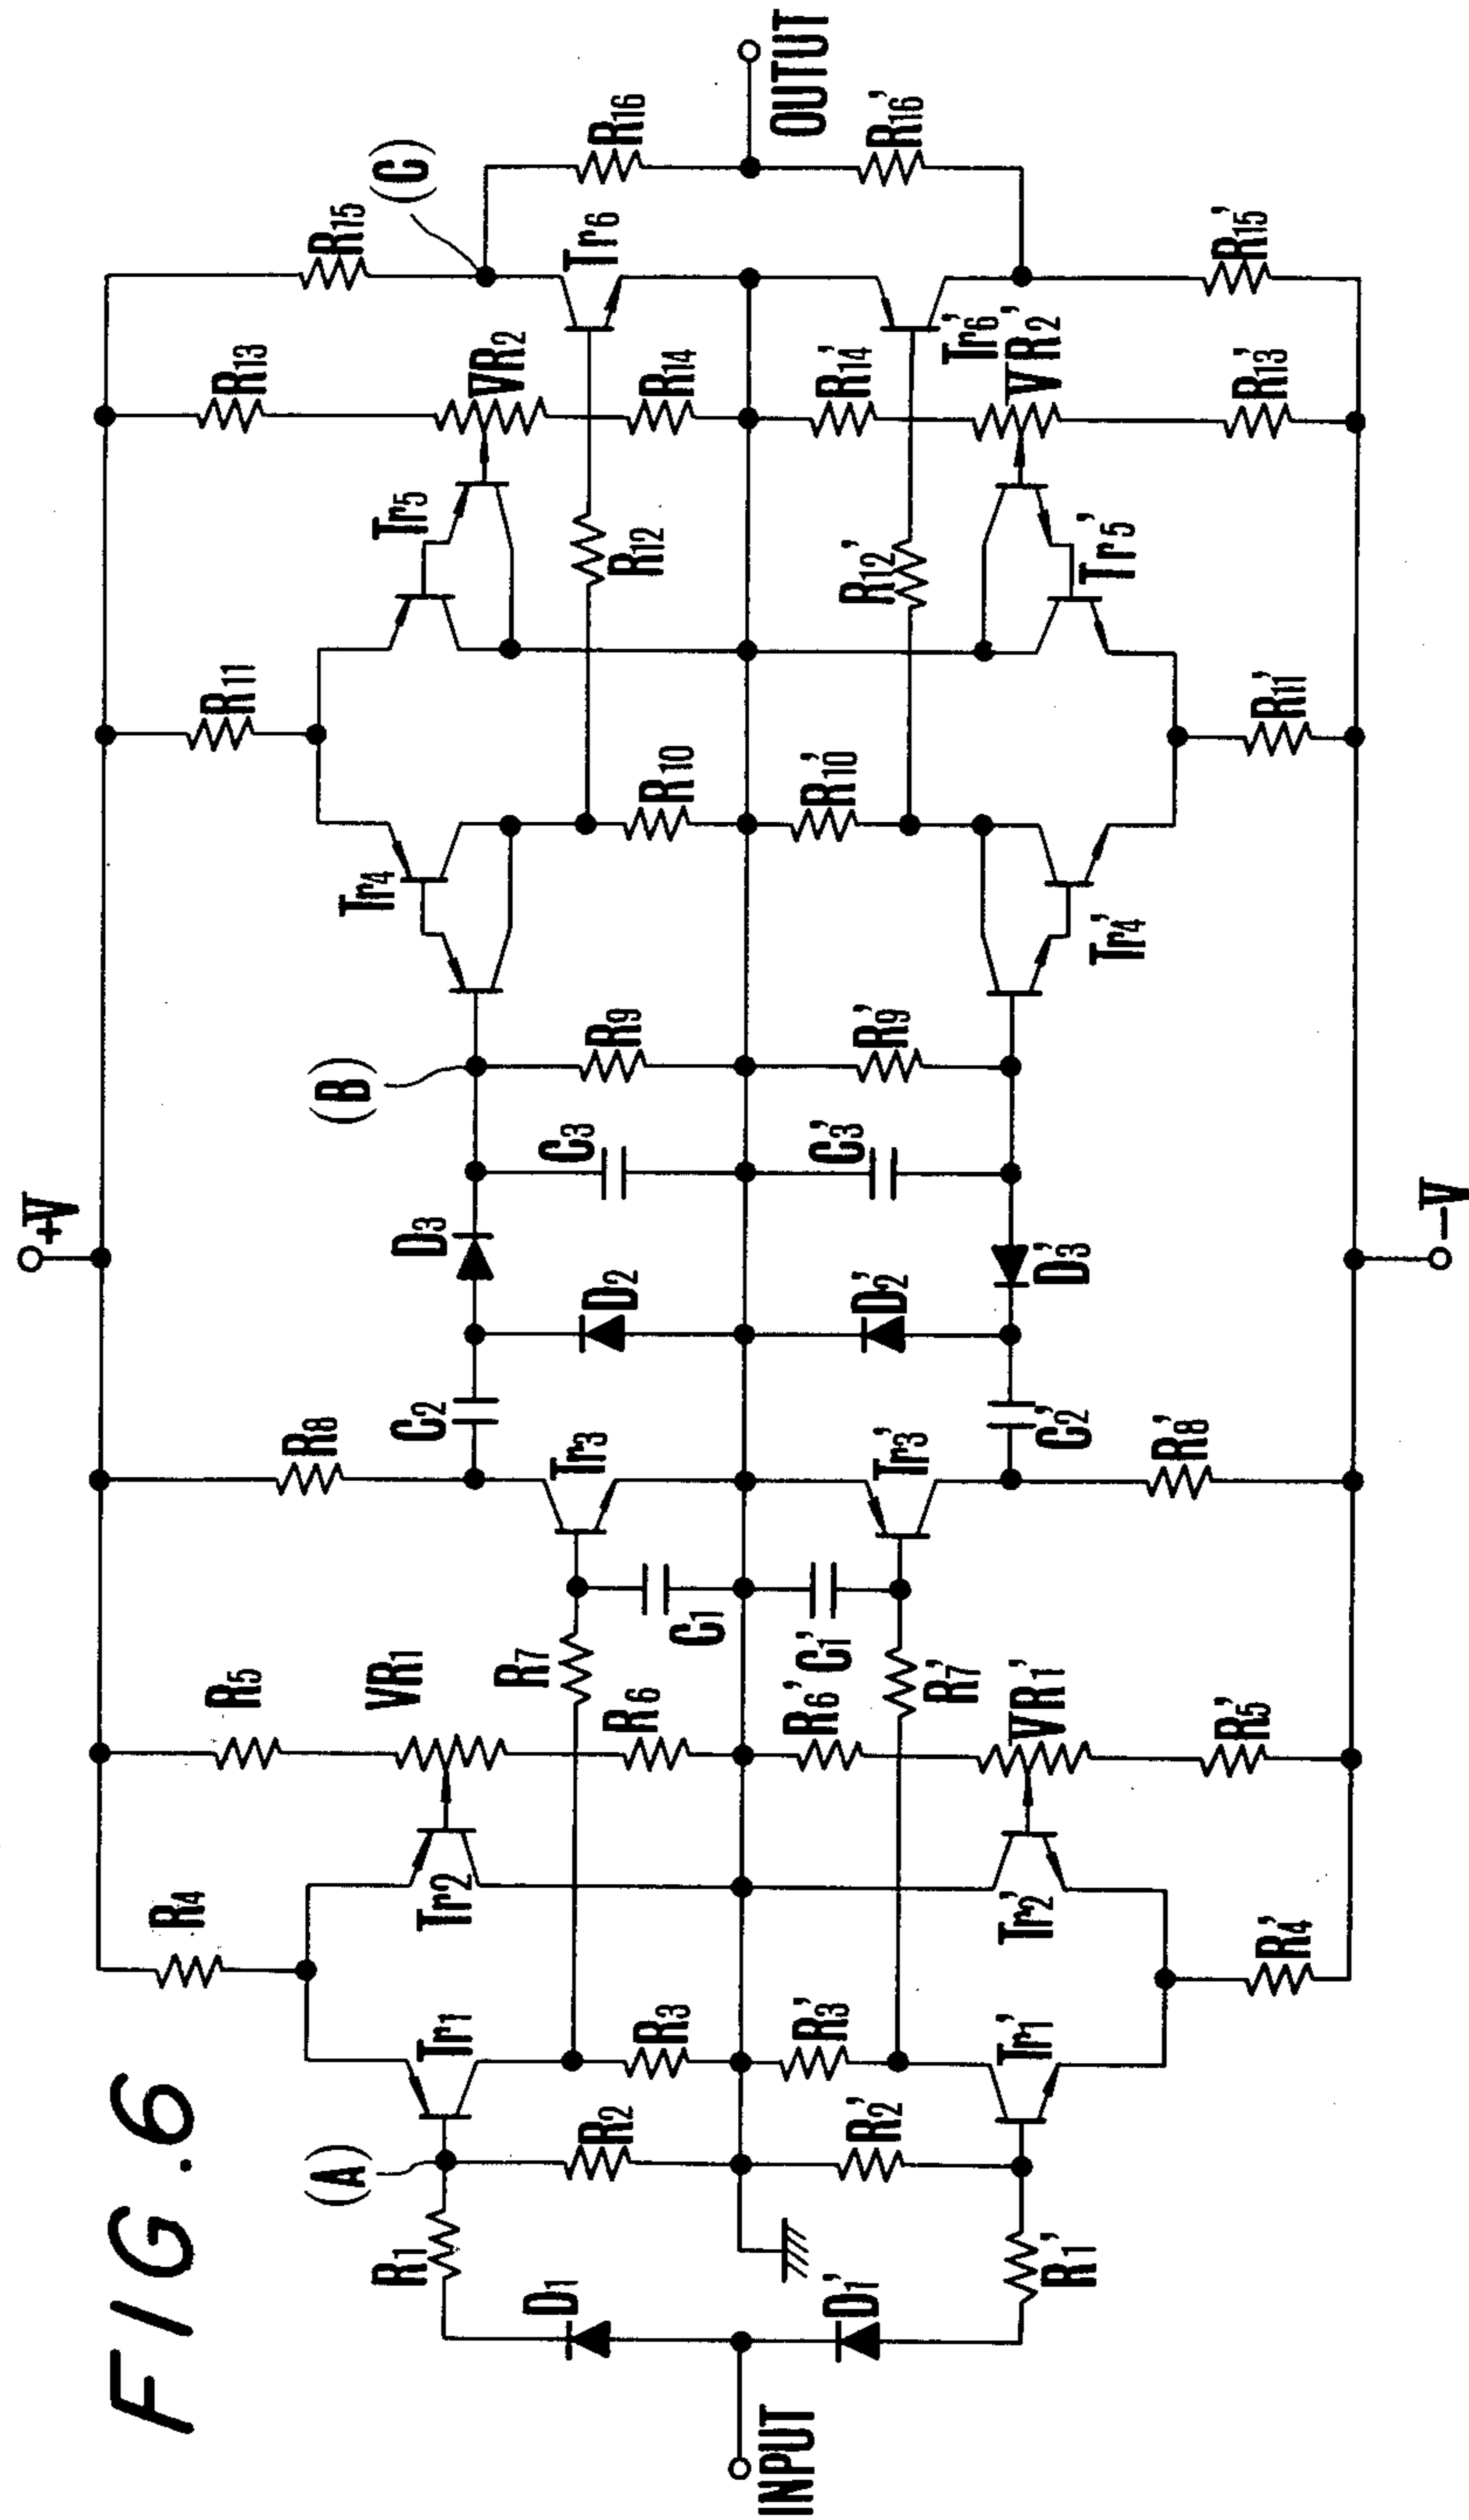 FIG.6
+V
-V
INPUT
OUTUT
(A)
(B)
(C)
D1
R1
R2
Tr1
R3
R4
Tr2
R5
VR1
R6
R7
C1
Tr3
R8
C2
D2
D3
C3
R9
Tr4
R10
R11
Tr5
R12
R13
VR2
R14
Tr6
R15
R16
D1'
R1'
R2'
Tr1'
R3'
R4'
Tr2'
R5'
VR1'
R6'
R7'
C1'
Tr3'
R8'
C2'
D2'
D3'
C3'
R9'
Tr4'
R10'
R11'
Tr5'
R12'
R13'
VR2'
R14'
Tr6'
R15'
R16'